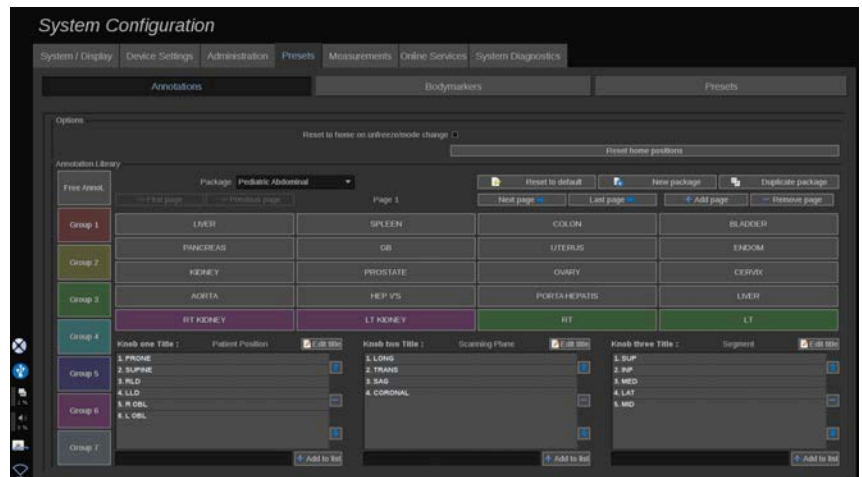 System Configuration
System / Display Device Settings Administration Presets Measurements Online Services System Diagnostics
Annotations Bodymarkers Presets
Options
Reset to home on unfreeze/mode change
Reset home positions
Annotation Library
Free Annot. Package Pediatric Abdominal Reset to default New package Duplicate package
First page Previous page Page 1 Next page Last page Add page Remove page
Group 1 LIVER SPLEEN COLON BLADDER
PANCREAS GB UTERUS ENDOM
Group 2
KIDNEY PROSTATE OVARY CERVIX
Group 3 AORTA HEP V'S PORTA HEPATIS LIVER
RT KIDNEY LT KIDNEY RT LT
Group 4
Knob one Title : Patient Position Edit title Knob two Title : Scanning Plane Edit title Knob three Title : Segment Edit title
1. PRONE 1. LONG 1. SUP
2. SUPINE 2. TRANS 2. INF
Group 5 3. RLD 3. SAG 3. MED
4. LLD 4. CORONAL 4. LAT
5. R OBL 5. MID
Group 6 6. L OBL
Group 7
Add to list Add to list Add to list